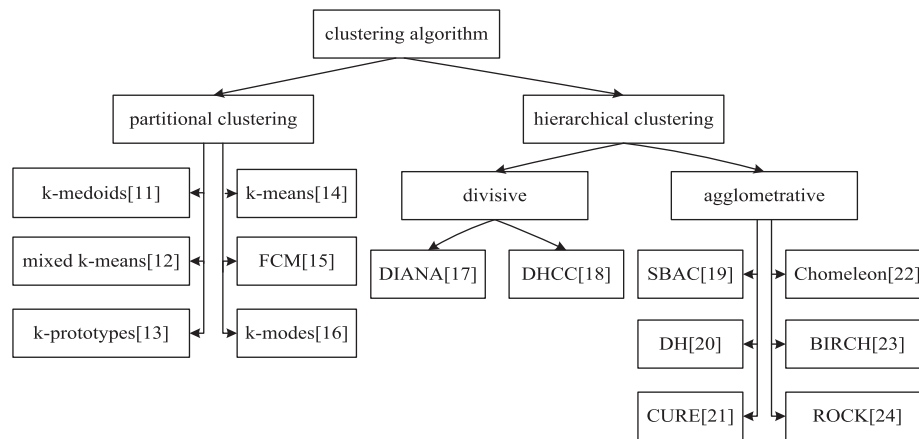 clustering algorithm
partitional clustering
hierarchical clustering
k-medoids[11]
k-means[14]
divisive
agglometrative
mixed k-means[12]
FCM[15]
DIANA[17]
DHCC[18]
SBAC[19]
Chomeleon[22]
k-prototypes[13]
k-modes[16]
DH[20]
BIRCH[23]
CURE[21]
ROCK[24]